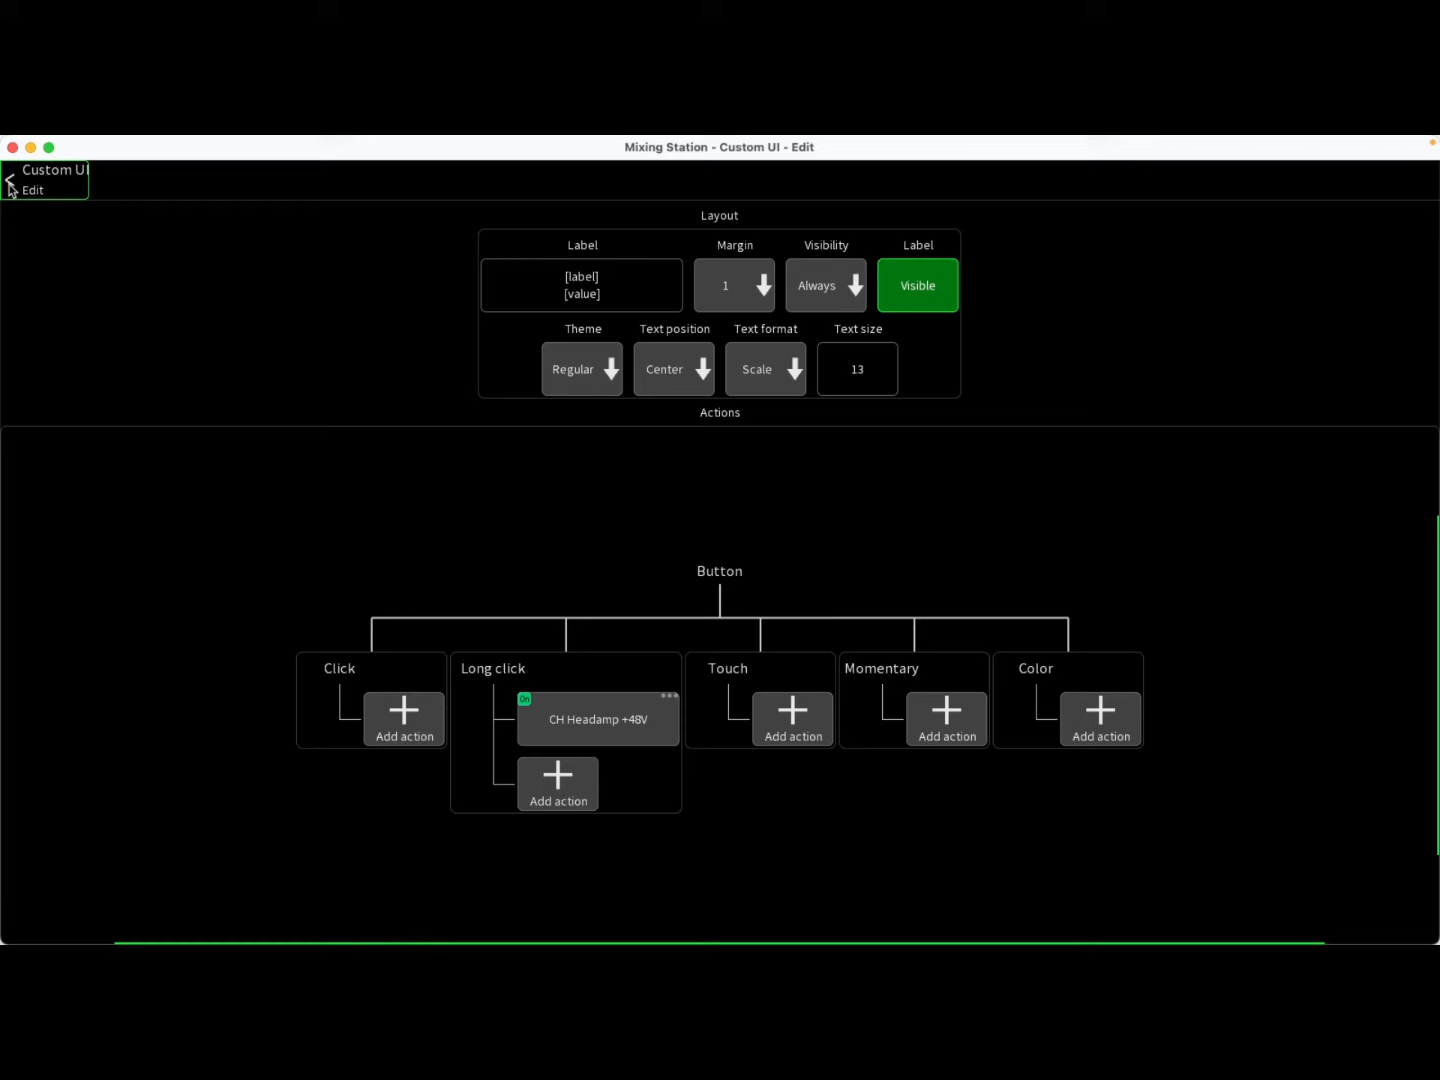 Mixing Station - Custom UI - Edit
Custom UI
Edit
Layout
Label
Margin
Visibility
Label
[label]
[value]
1
Always
Visible
Theme
Text position
Text format
Text size
Regular
Center
Scale
13
Actions
Button
Click
Long click
Touch
Momentary
Color
On
CH Headamp +48V
Add action
Add action
Add action
Add action
Add action